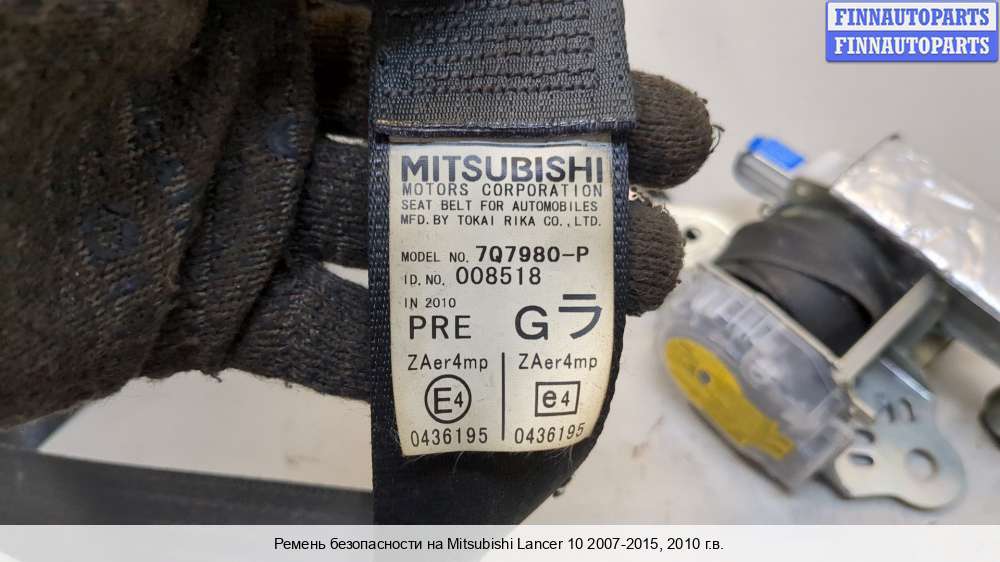 FINNAUTOPARTS
FINNAUTOPARTS
MITSUBISHI
MOTORS CORPORATION
SEAT BELT FOR AUTOMOBILES
MFD. BY TOKAI RIKA CO., LTD.
MODEL NO. 7Q7980-P
ID. NO. 008518
IN 2010
PRE G ラ
ZAer4mp ZAer4mp
E4 e4
0436195 0436195
Ремень безопасности на Mitsubishi Lancer 10 2007-2015, 2010 г.в.